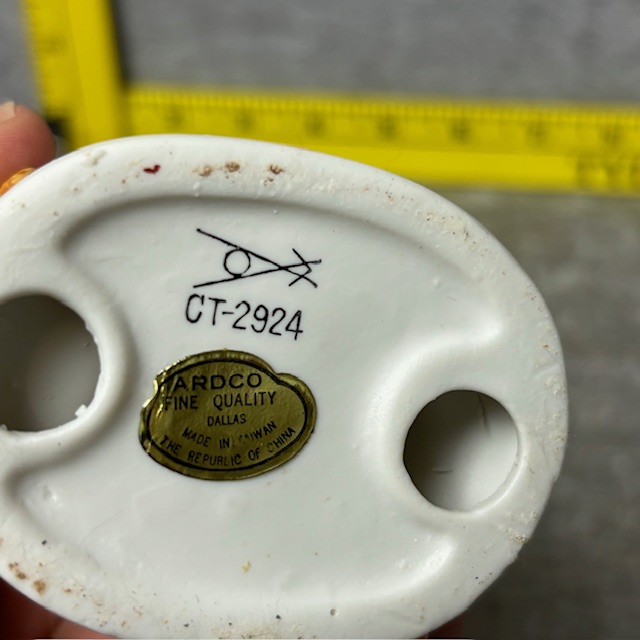 CT-2924
ARDCO
FINE QUALITY
DALLAS
MADE IN TAIWAN
THE REPUBLIC OF CHINA